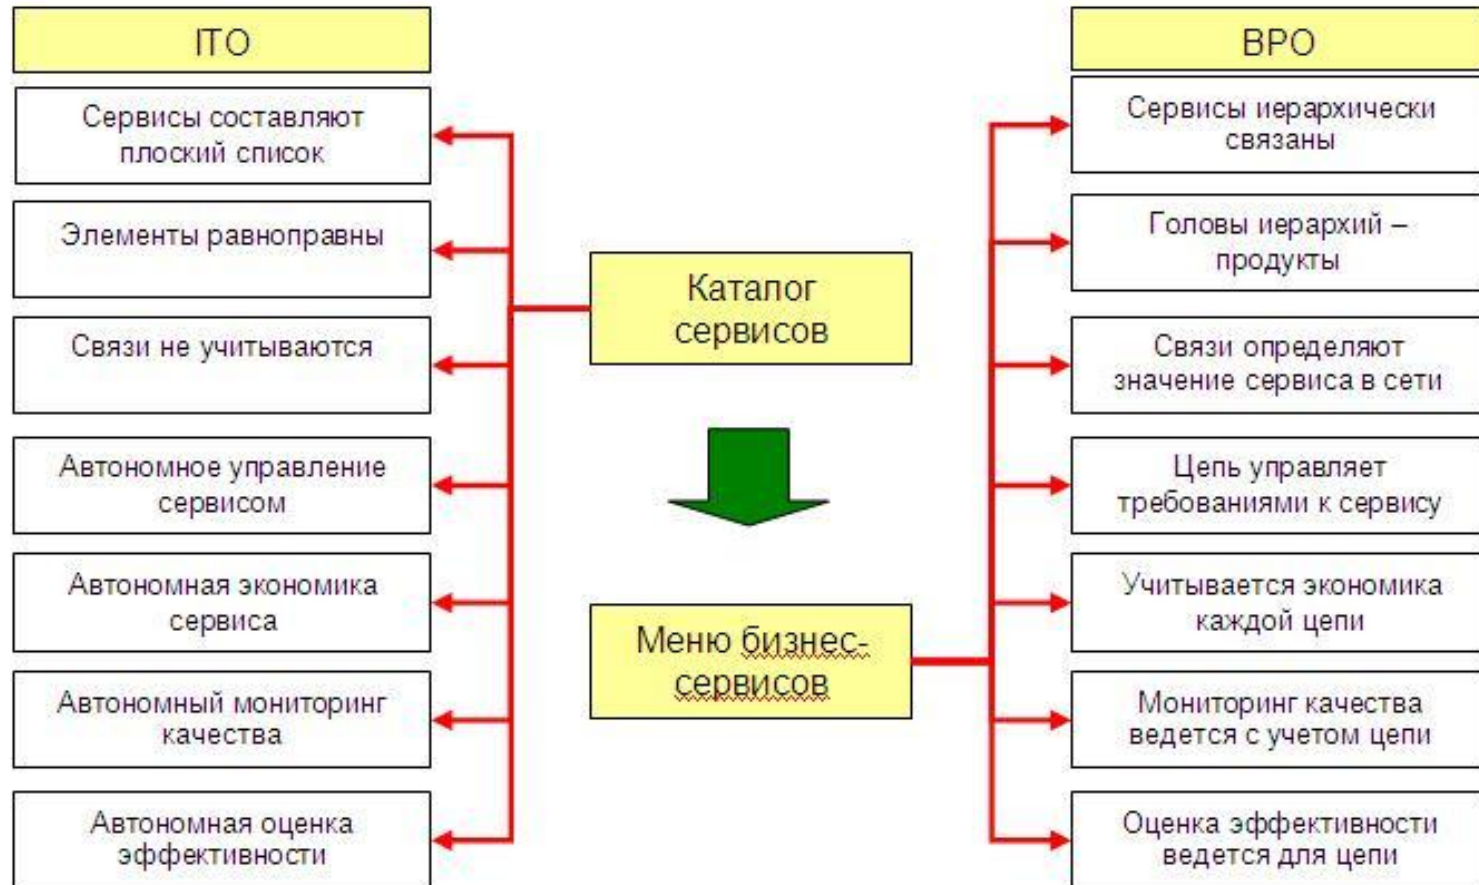 ITO
Сервисы составляют
плоский список
Элементы равноправны
Связи не учитываются
Автономное управление
сервисом
Автономная экономика
сервиса
Автономный мониторинг
качества
Автономная оценка
эффективности
Каталог
сервисов
Меню бизнес-
сервисов
BPO
Сервисы иерархически
связаны
Головы иерархий –
продукты
Связи определяют
значение сервиса в сети
Цепь управляет
требованиями к сервису
Учитывается экономика
каждой цепи
Мониторинг качества
ведется с учетом цепи
Оценка эффективности
ведется для цепи